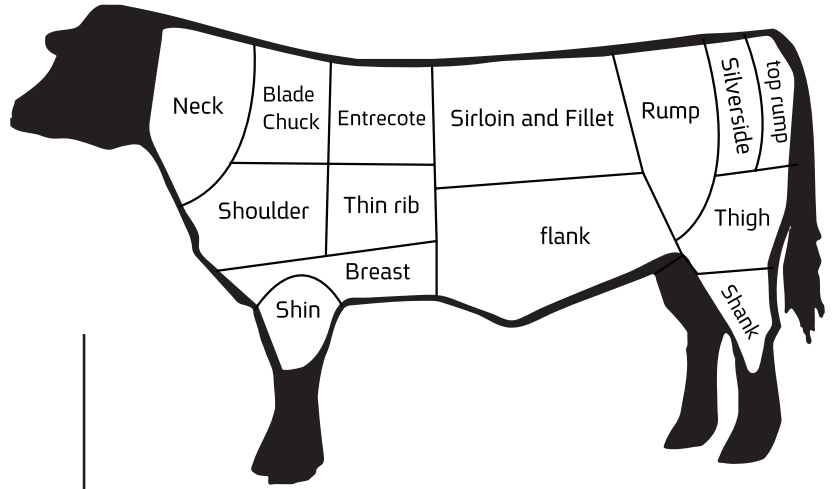 Neck
Blade
Chuck
Entrecote
Sirloin and Fillet
Rump
Silverside
top rump
Shoulder
Thin rib
flank
Thigh
Breast
Shin
Shank